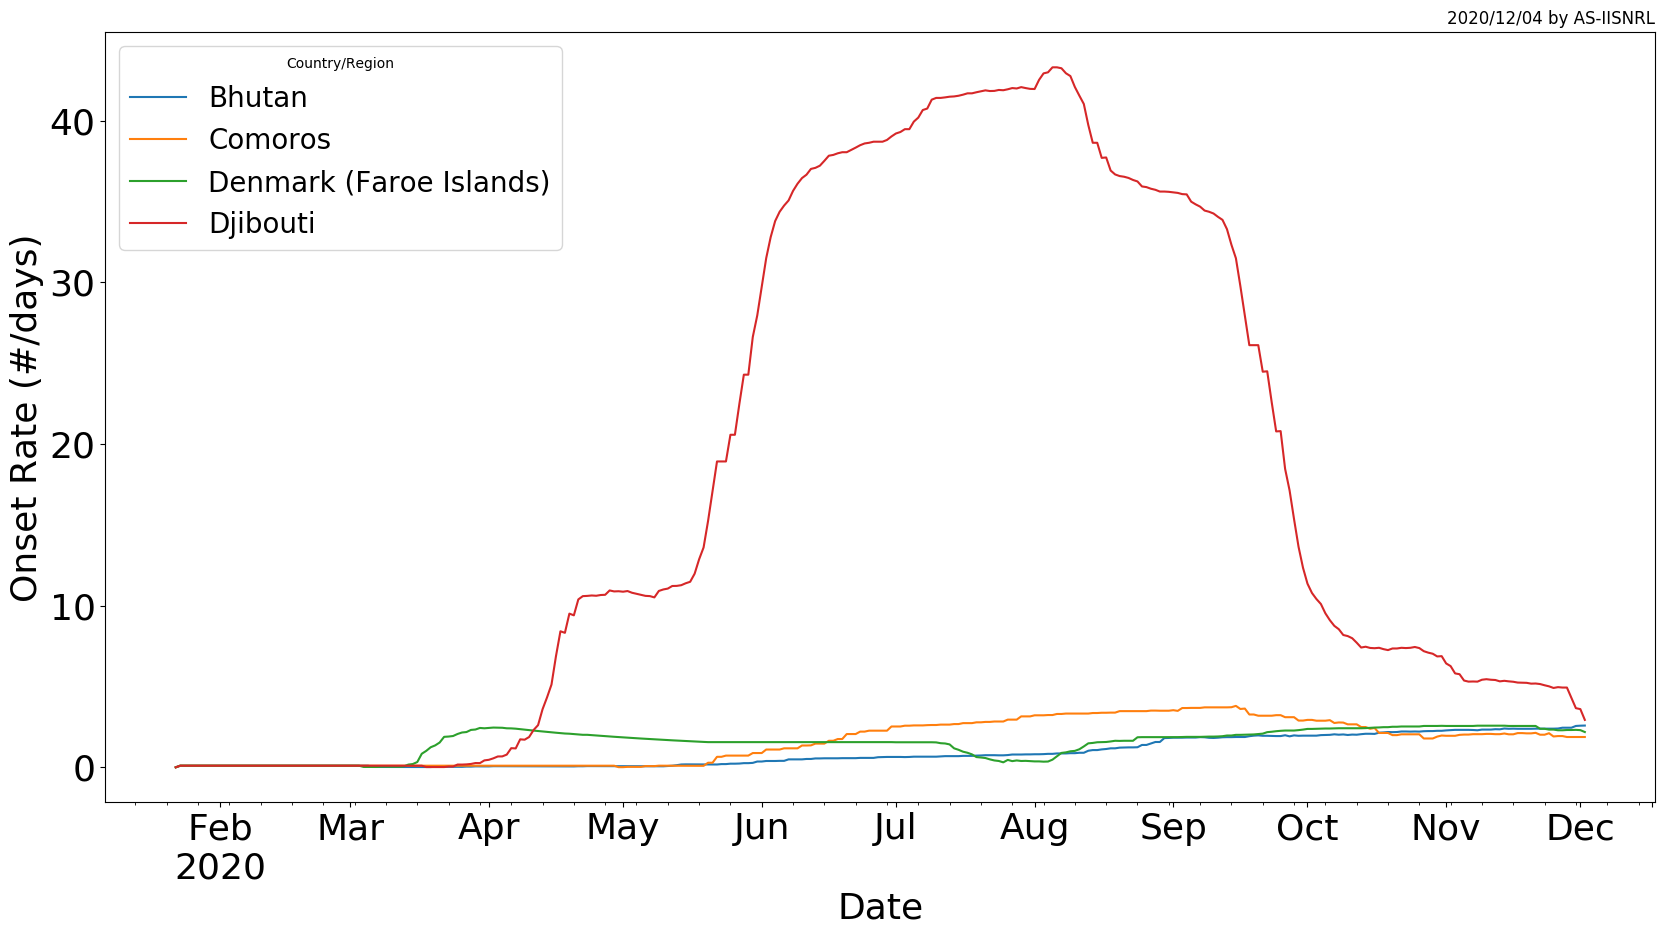 2020/12/04 by AS-IISNRL
Country/Region
Bhutan
Comoros
Denmark (Faroe Islands)
Djibouti
40
30
20
10
0
Onset Rate (#/days)
Feb Mar Apr May Jun Jul Aug Sep Oct Nov Dec
2020
Date